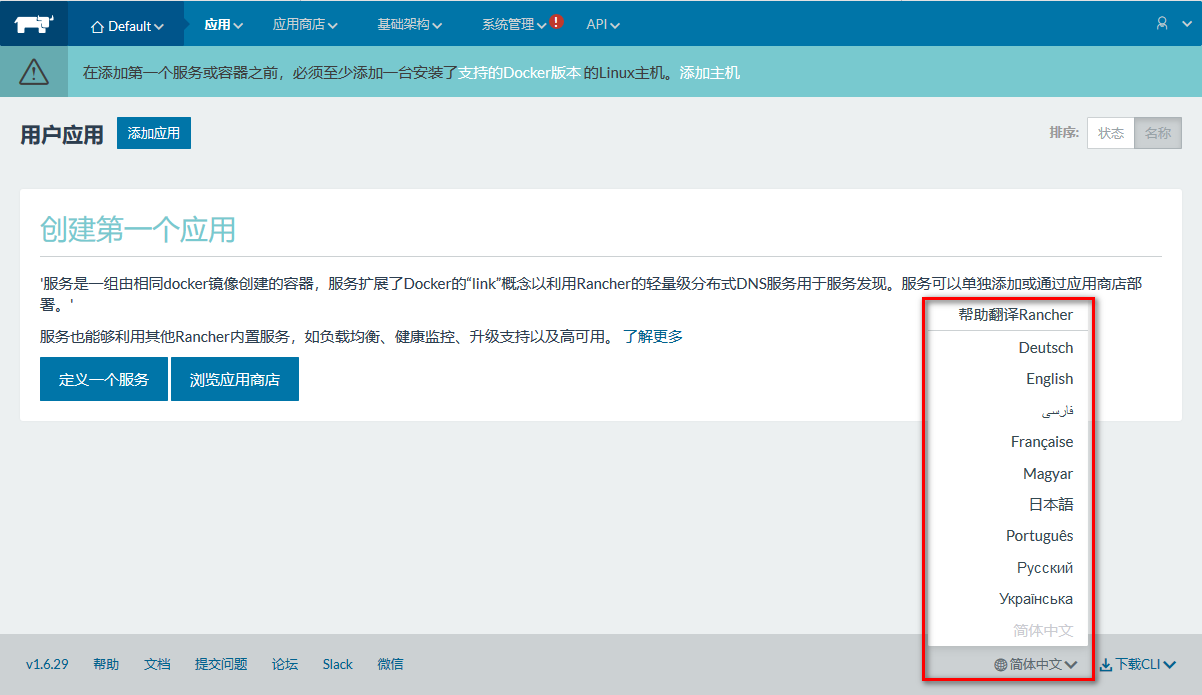 Default 应用 应用商店 基础架构 系统管理 ! API
在添加第一个服务或容器之前，必须至少添加一台安装了支持的Docker版本 的Linux主机。添加主机
用户应用 添加应用 排序: 状态 名称
创建第一个应用
'服务是一组由相同docker镜像创建的容器，服务扩展了Docker的“link”概念以利用Rancher的轻量级分布式DNS服务用于服务发现。服务可以单独添加或通过应用商店部
署。'
服务也能够利用其他Rancher内置服务，如负载均衡、健康监控、升级支持以及高可用。 了解更多
定义一个服务 浏览应用商店
帮助翻译Rancher
Deutsch
English
فارسی
Française
Magyar
日本語
Português
Русский
Українська
简体中文
v1.6.29 帮助 文档 提交问题 论坛 Slack 微信 简体中文 下载CLI